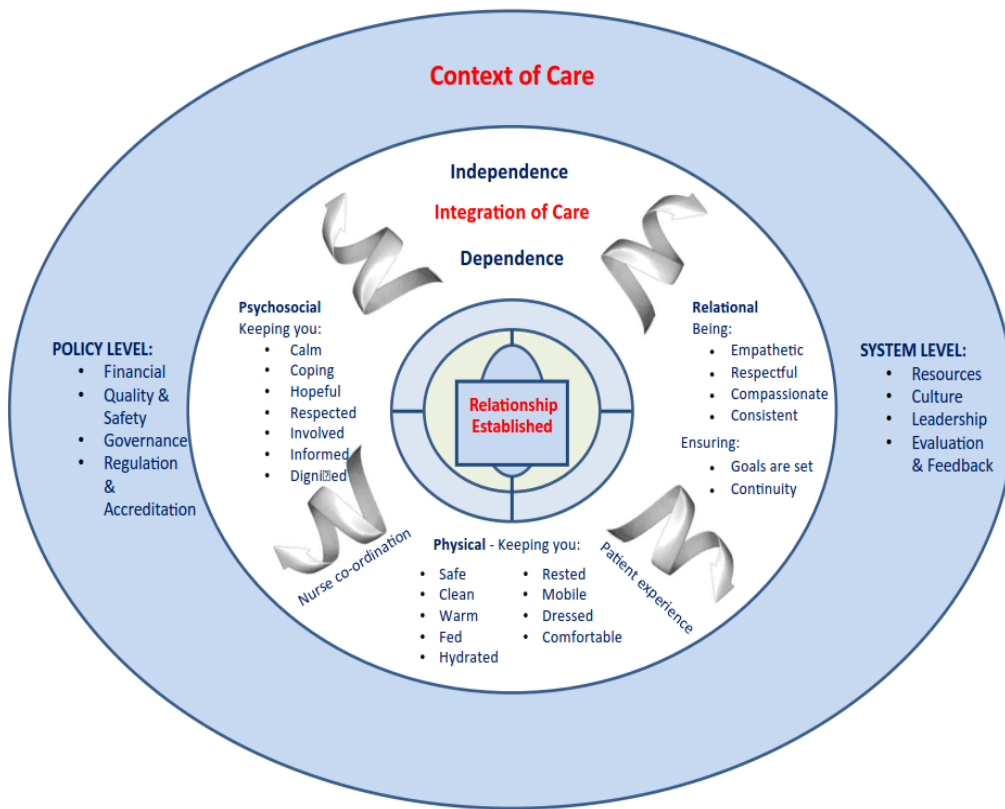 Context of Care
Independence
Integration of Care
Dependence
Psychosocial
Keeping you:
• Calm
• Coping
• Hopeful
• Respected
• Involved
• Informed
• Digni⍰ed
Relational
Being:
• Empathetic
• Respectful
• Compassionate
• Consistent
Ensuring:
• Goals are set
• Continuity
POLICY LEVEL:
• Financial
• Quality &
Safety
• Governance
• Regulation
&
Accreditation
SYSTEM LEVEL:
• Resources
• Culture
• Leadership
• Evaluation
& Feedback
Relationship
Established
Nurse co-ordination
Physical - Keeping you:
• Safe
• Clean
• Warm
• Fed
• Hydrated
• Rested
• Mobile
• Dressed
• Comfortable
Patient experience